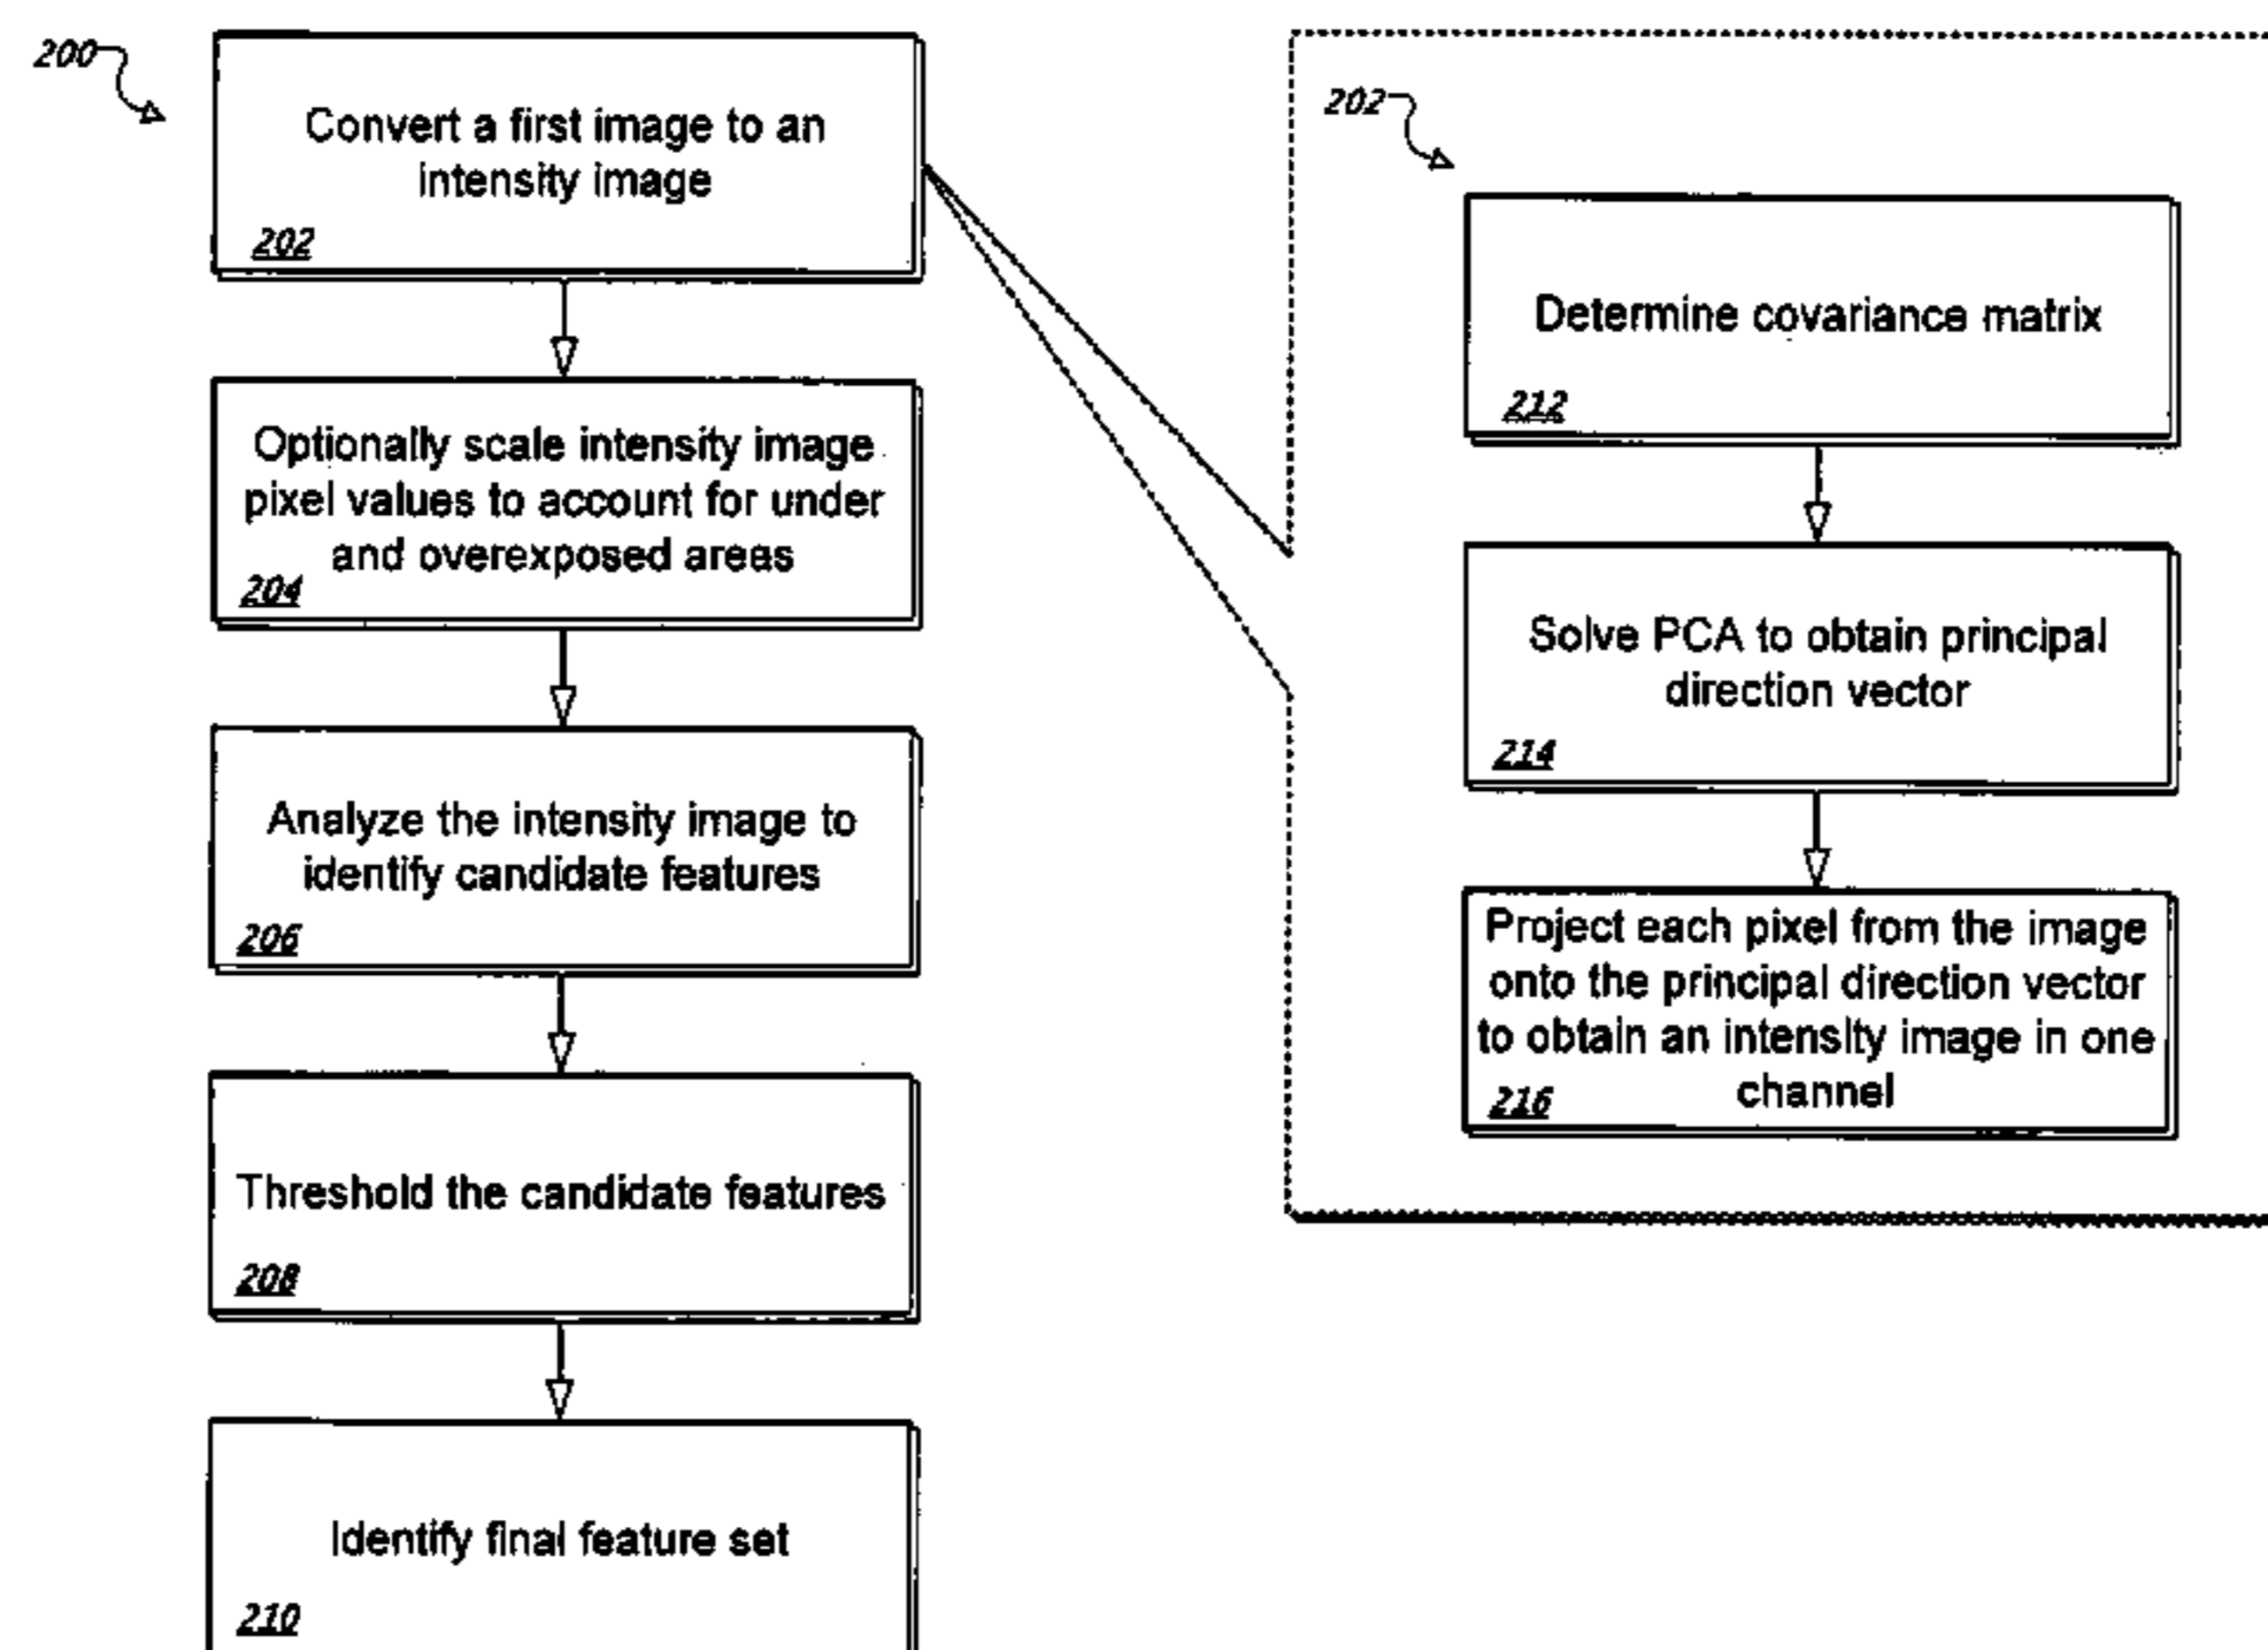 200
Convert a first image to an
intensity image
202
Optionally scale intensity image
pixel values to account for under
and overexposed areas
204
Analyze the intensity image to
identify candidate features
206
Threshold the candidate features
208
Identify final feature set
210
202
Determine covariance matrix
212
Solve PCA to obtain principal
direction vector
214
Project each pixel from the image
onto the principal direction vector
to obtain an intensity image in one
channel
216